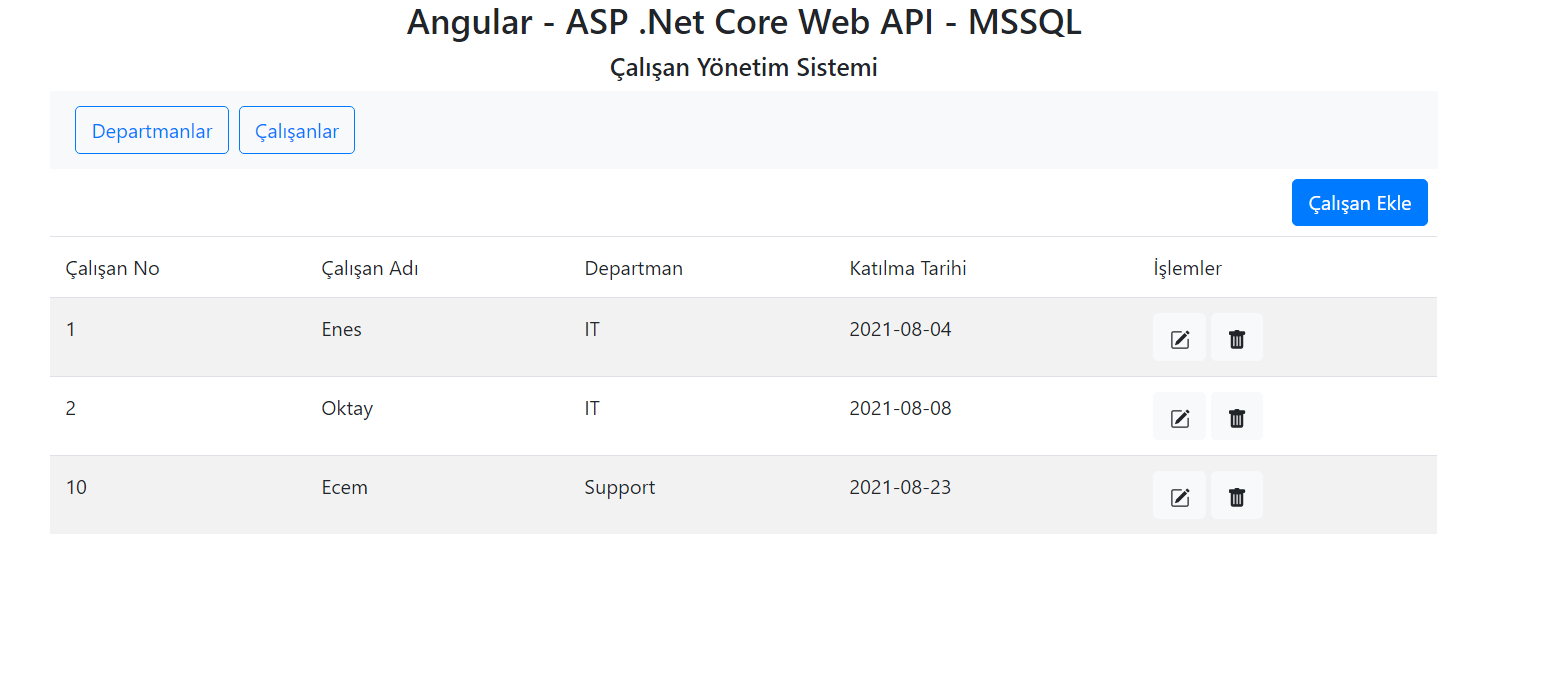 Angular - ASP .Net Core Web API - MSSQL
Çalışan Yönetim Sistemi
Departmanlar Çalışanlar
Çalışan Ekle
Çalışan No Çalışan Adı Departman Katılma Tarihi İşlemler
1 Enes IT 2021-08-04
2 Oktay IT 2021-08-08
10 Ecem Support 2021-08-23